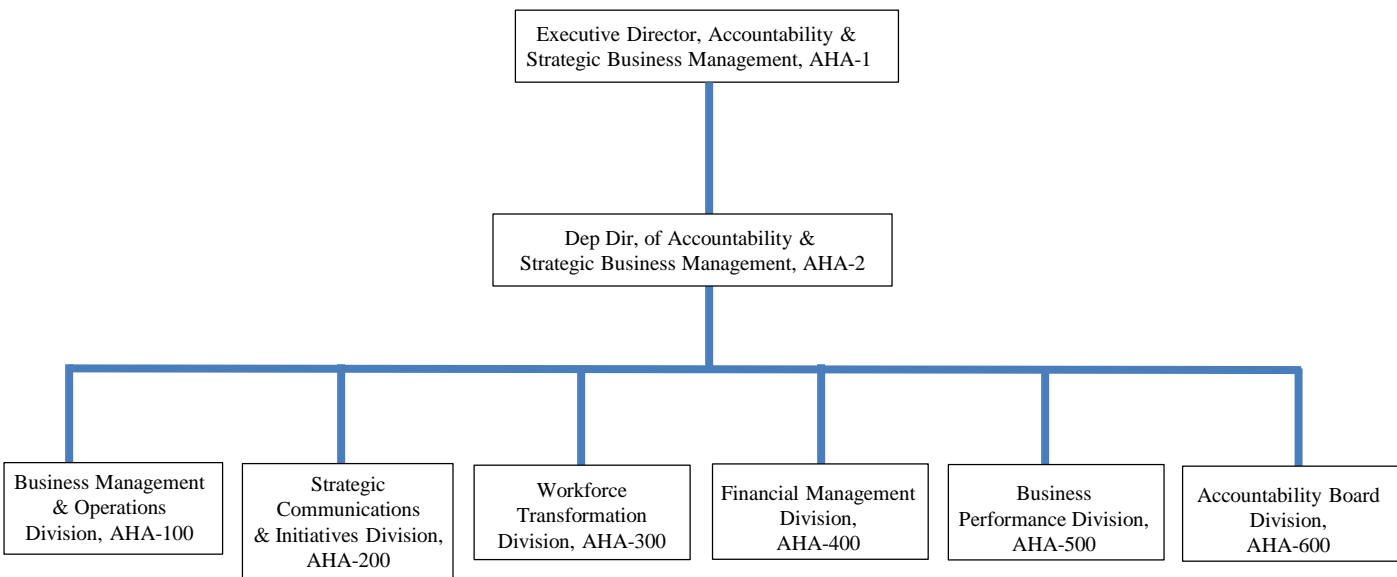 Executive Director, Accountability &
Strategic Business Management, AHA-1
Dep Dir, of Accountability &
Strategic Business Management, AHA-2
Business Management
& Operations
Division, AHA-100
Strategic
Communications
& Initiatives Division,
AHA-200
Workforce
Transformation
Division, AHA-300
Financial Management
Division,
AHA-400
Business
Performance Division,
AHA-500
Accountability Board
Division,
AHA-600